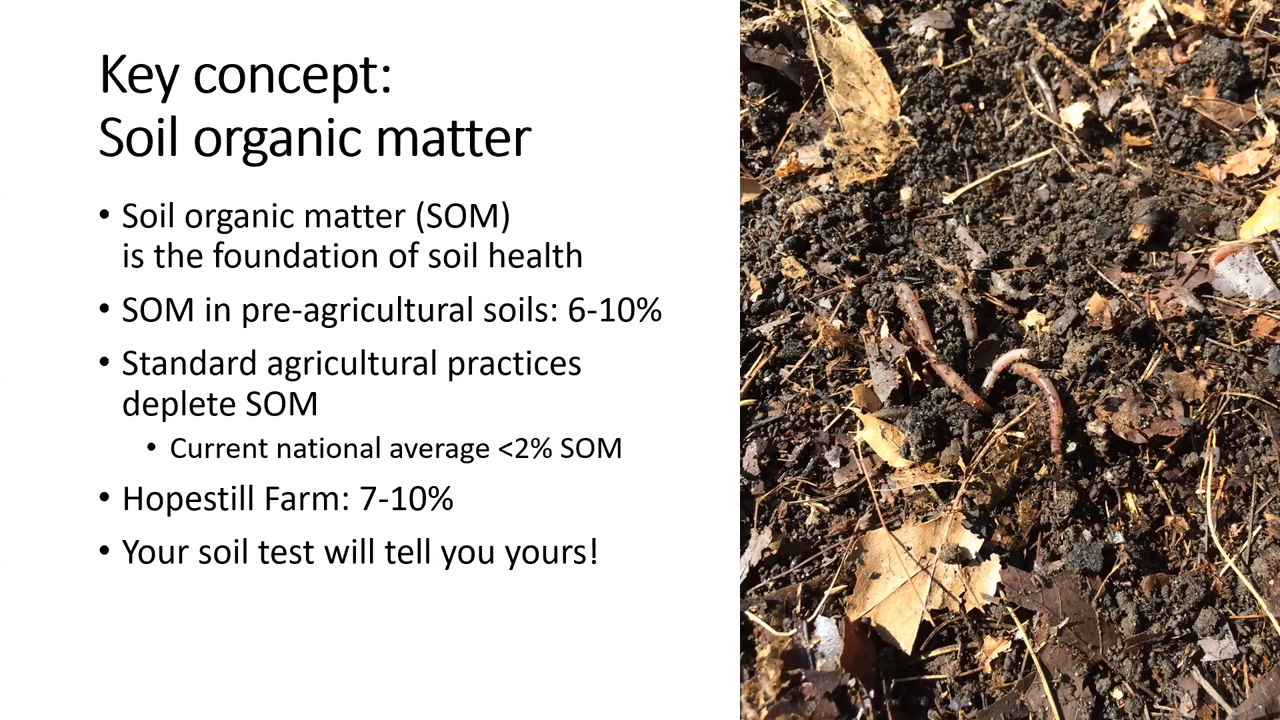 Key concept:
Soil organic matter
• Soil organic matter (SOM)
is the foundation of soil health
• SOM in pre-agricultural soils: 6-10%
• Standard agricultural practices
deplete SOM
• Current national average <2% SOM
• Hopestill Farm: 7-10%
• Your soil test will tell you yours!